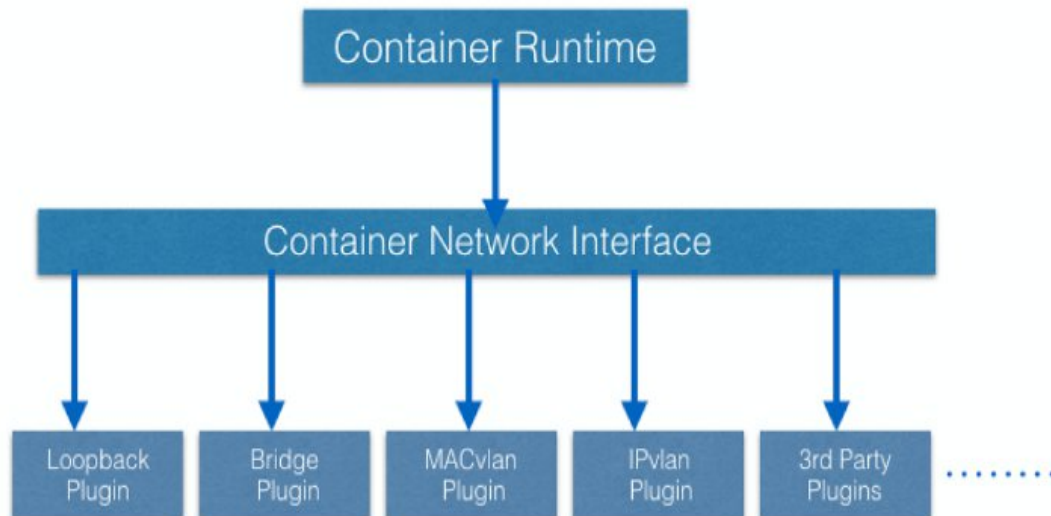 Container Runtime
Container Network Interface
Loopback
Plugin
Bridge
Plugin
MACvlan
Plugin
IPvlan
Plugin
3rd Party
Plugins